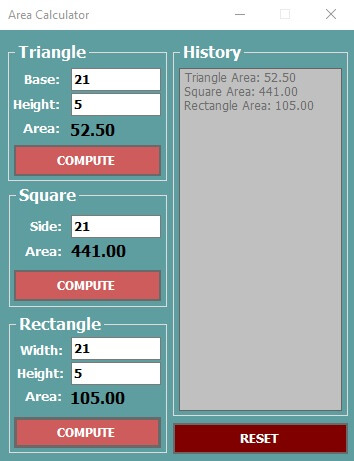 Area Calculator
Triangle
Base: 21
Height: 5
Area: 52.50
COMPUTE
Square
Side: 21
Area: 441.00
COMPUTE
Rectangle
Width: 21
Height: 5
Area: 105.00
COMPUTE
History
Triangle Area: 52.50
Square Area: 441.00
Rectangle Area: 105.00
RESET